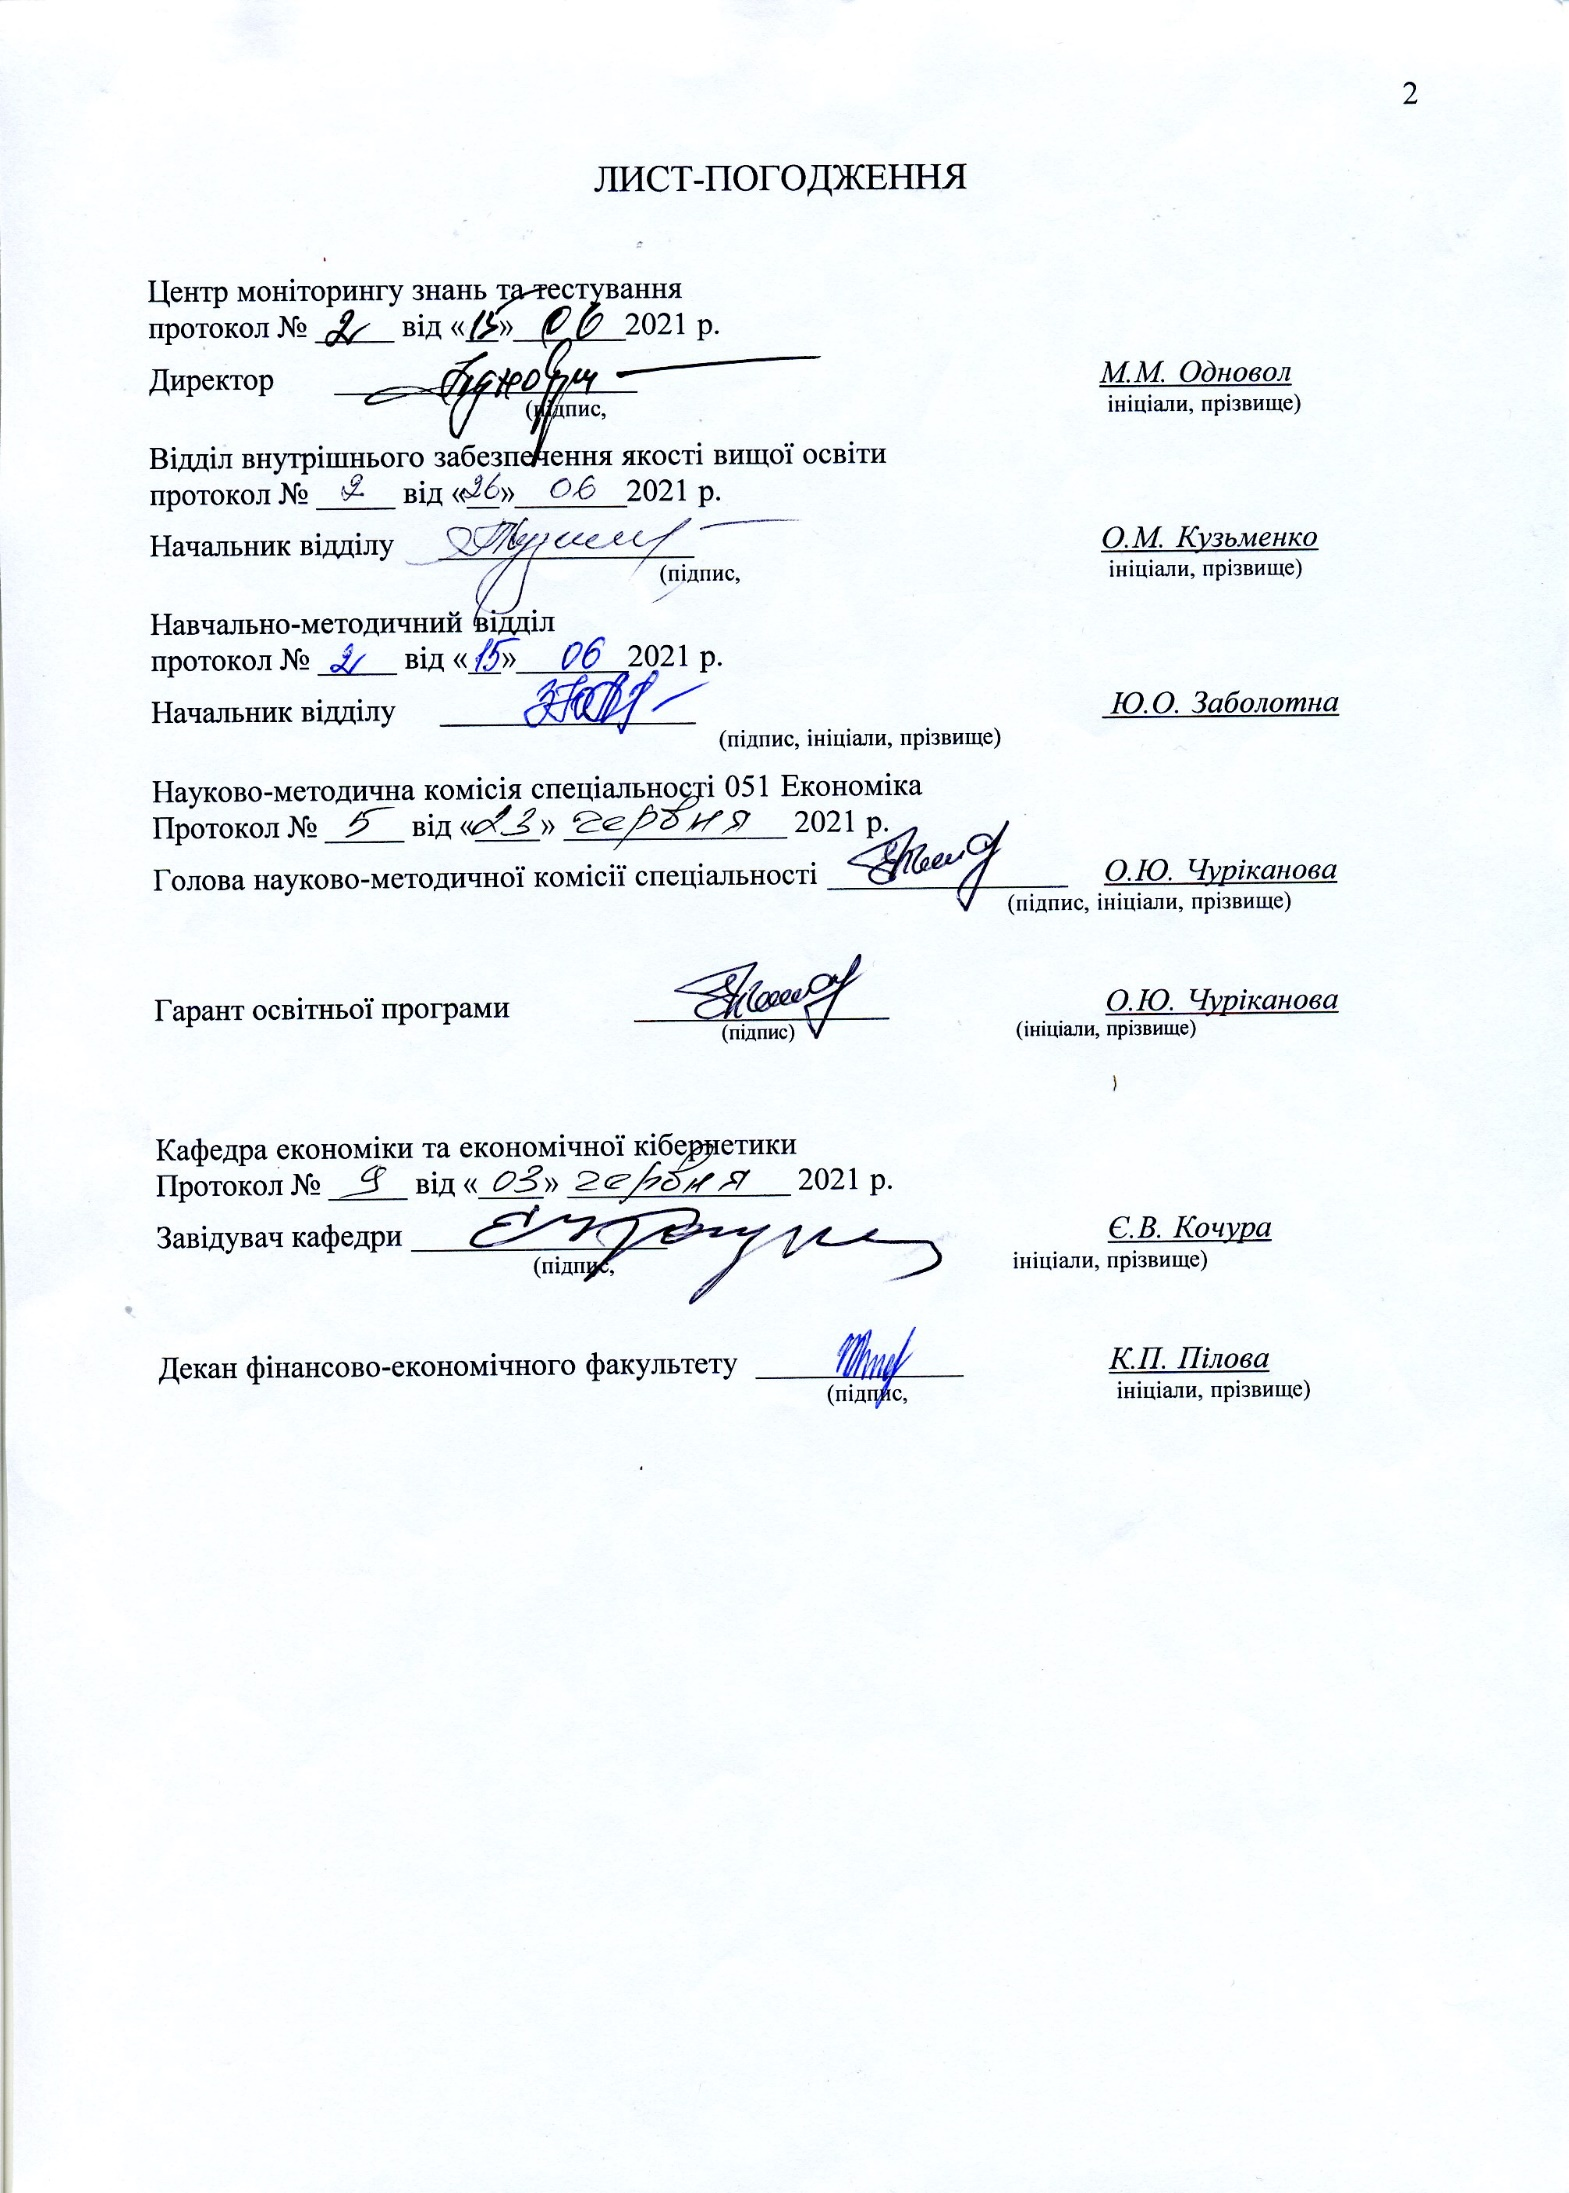 2
ЛИСТ-ПОГОДЖЕННЯ
Центр моніторингу знань та тестування
протокол № 2 від «15» 06 2021 р.
Директор М.М. Одновол
(підпис, ініціали, прізвище)
Відділ внутрішнього забезпечення якості вищої освіти
протокол № 2 від «26» 06 2021 р.
Начальник відділу О.М. Кузьменко
(підпис, ініціали, прізвище)
Навчально-методичний відділ
протокол № 2 від «15» 06 2021 р.
Начальник відділу Ю.О. Заболотна
(підпис, ініціали, прізвище)
Науково-методична комісія спеціальності 051 Економіка
Протокол № 5 від «23» червня 2021 р.
Голова науково-методичної комісії спеціальності О.Ю. Чуріканова
(підпис, ініціали, прізвище)
Гарант освітньої програми О.Ю. Чуріканова
(підпис) (ініціали, прізвище)
Кафедра економіки та економічної кібернетики
Протокол № 9 від «03» червня 2021 р.
Завідувач кафедри Є.В. Кочура
(підпис, ініціали, прізвище)
Декан фінансово-економічного факультету К.П. Пілова
(підпис, ініціали, прізвище)